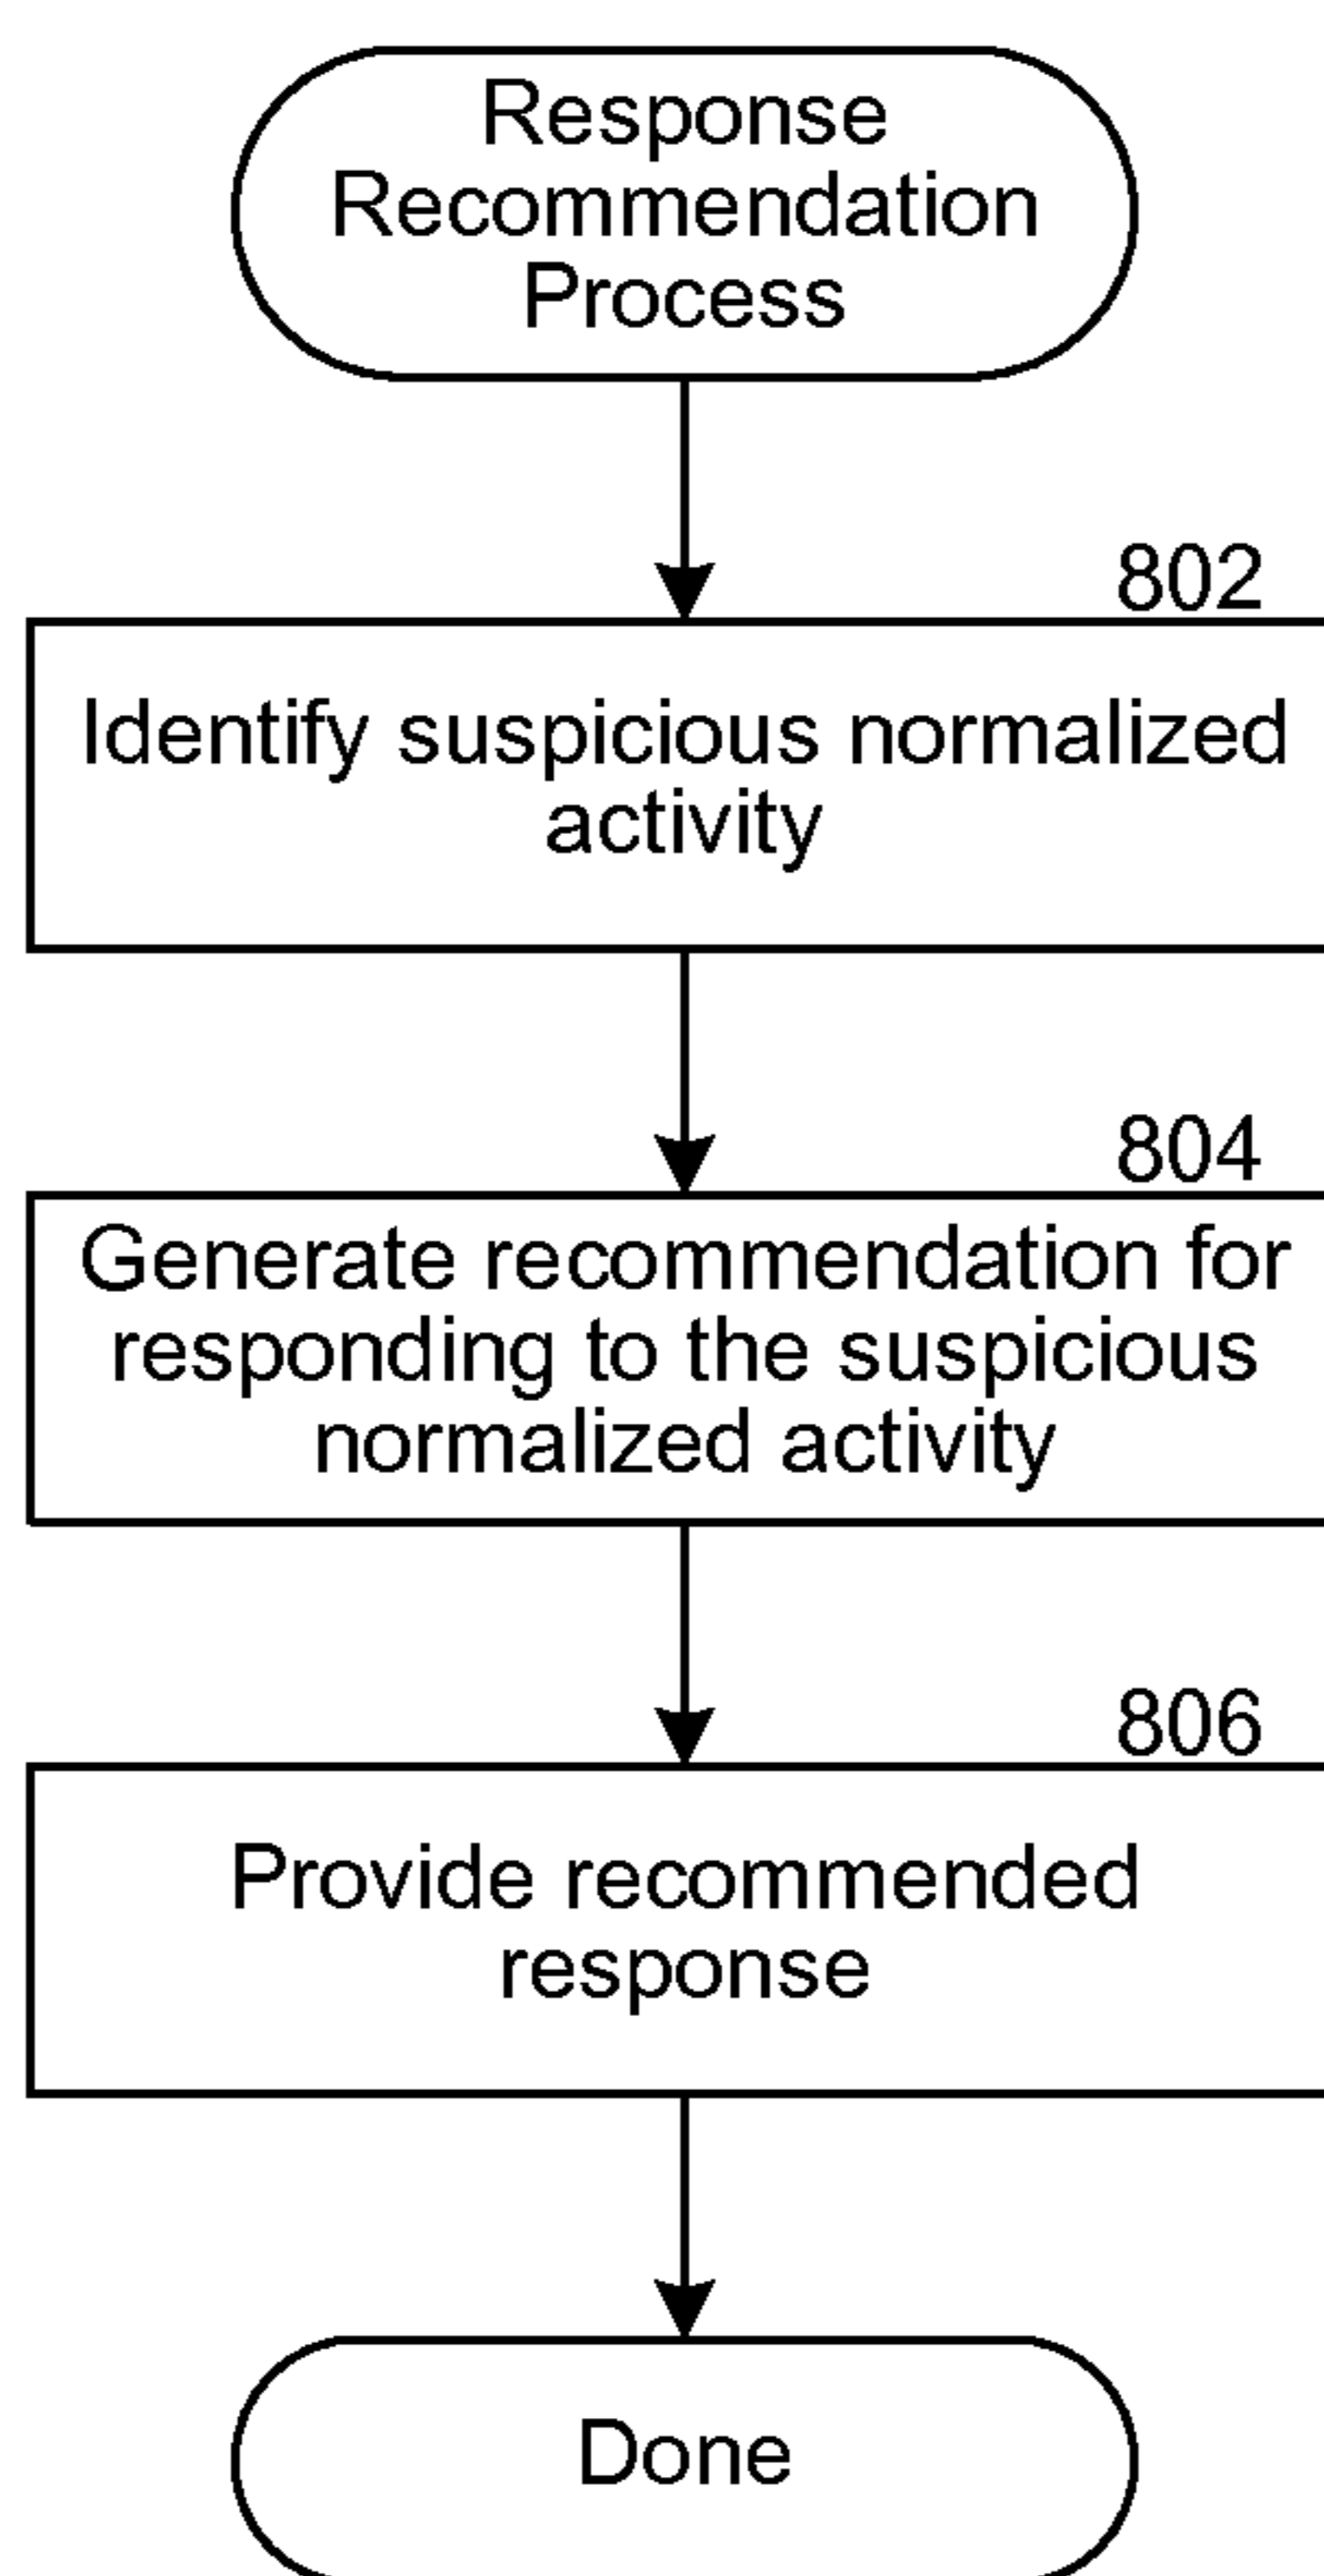 Response
Recommendation
Process
802
Identify suspicious normalized
activity
804
Generate recommendation for
responding to the suspicious
normalized activity
806
Provide recommended
response
Done